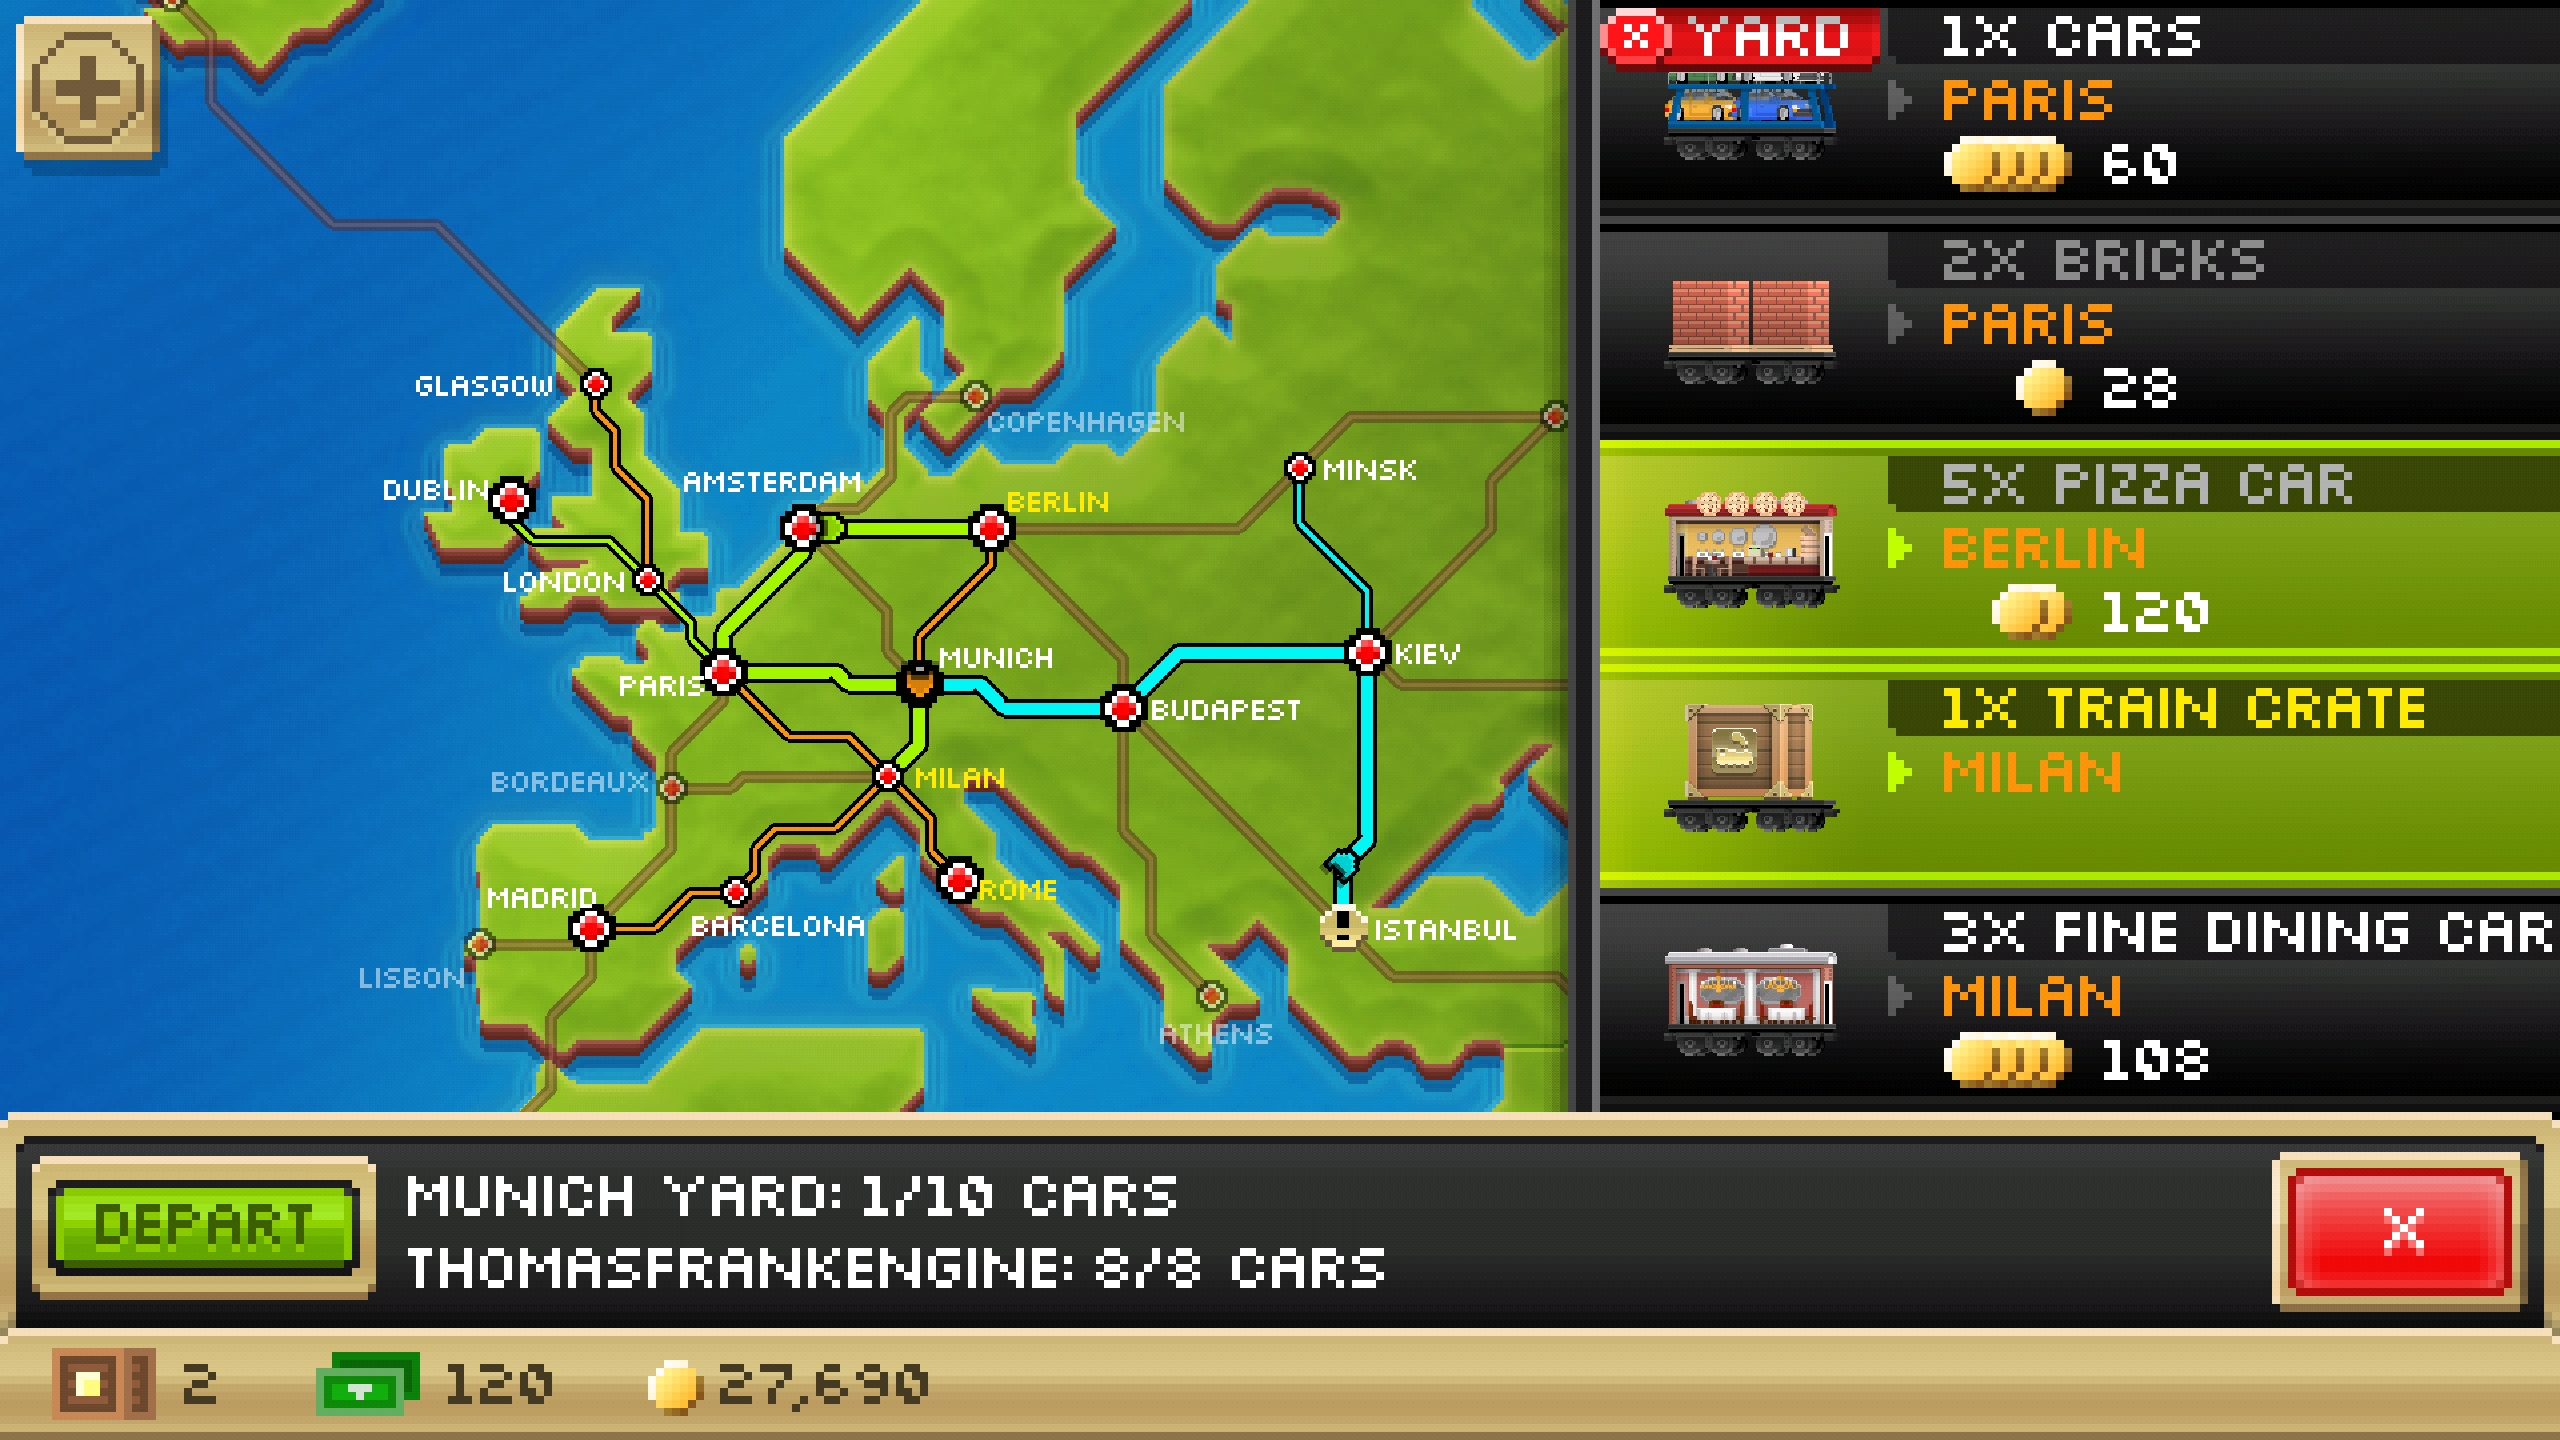 GLASGOW
COPENHAGEN
DUBLIN
AMSTERDAM
MINSK
BERLIN
LONDON
MUNICH
KIEV
PARIS
BUDAPEST
BORDEAUX
MILAN
MADRID
ROME
BARCELONA
ISTANBUL
LISBON
ATHENS
X YARD
1X CARS
PARIS
60
2X BRICKS
PARIS
28
5X PIZZA CAR
BERLIN
120
1X TRAIN CRATE
MILAN
3X FINE DINING CAR
MILAN
108
DEPART
MUNICH YARD: 1/10 CARS
THOMASFRANKENGINE: 8/8 CARS
X
2
120
27,690